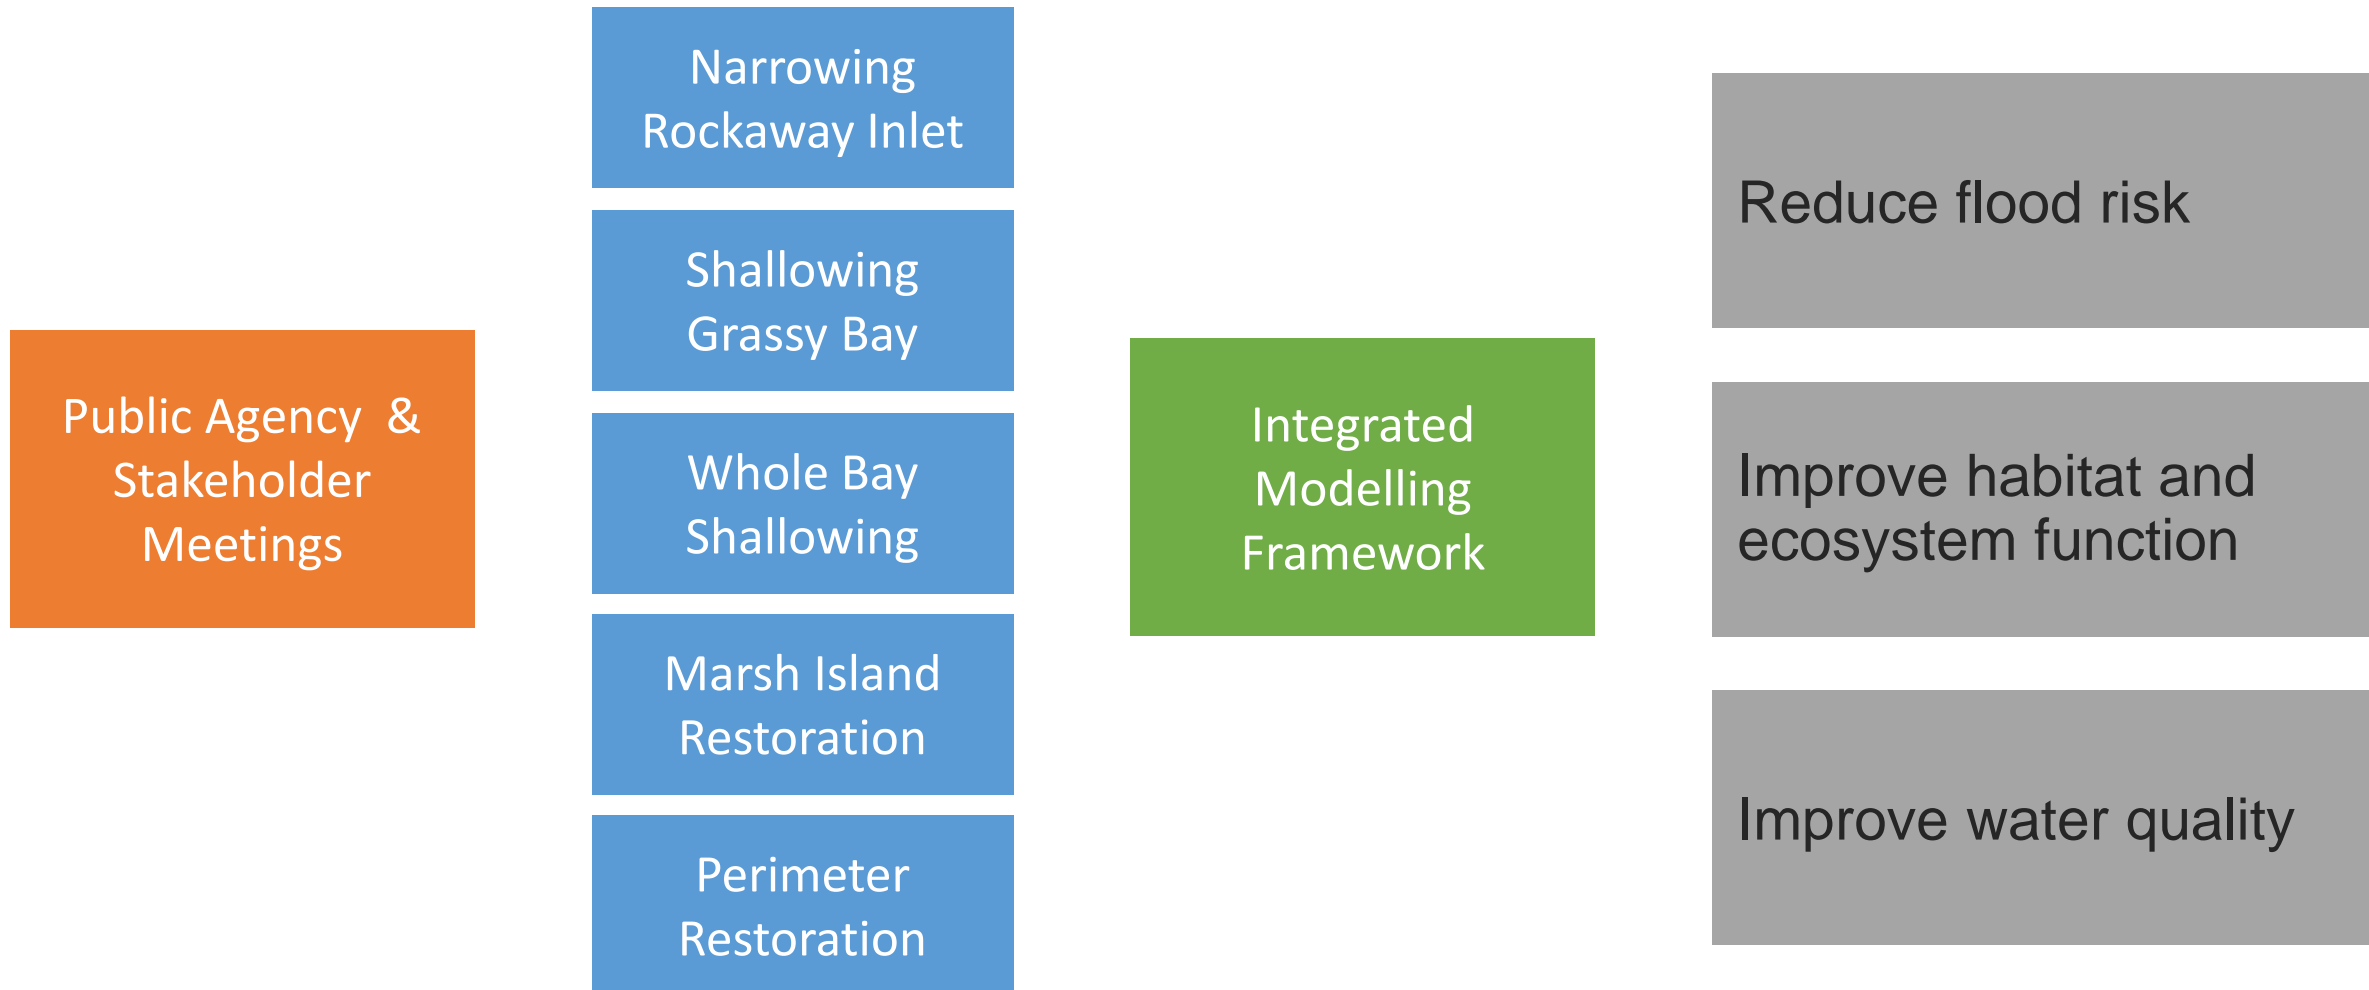 Public Agency & 
Stakeholder
Meetings
Narrowing
Rockaway Inlet
Shallowing
Grassy Bay
Whole Bay
Shallowing
Marsh Island
Restoration
Perimeter
Restoration
Integrated
Modelling
Framework
Reduce flood risk
Improve habitat and
ecosystem function
Improve water quality